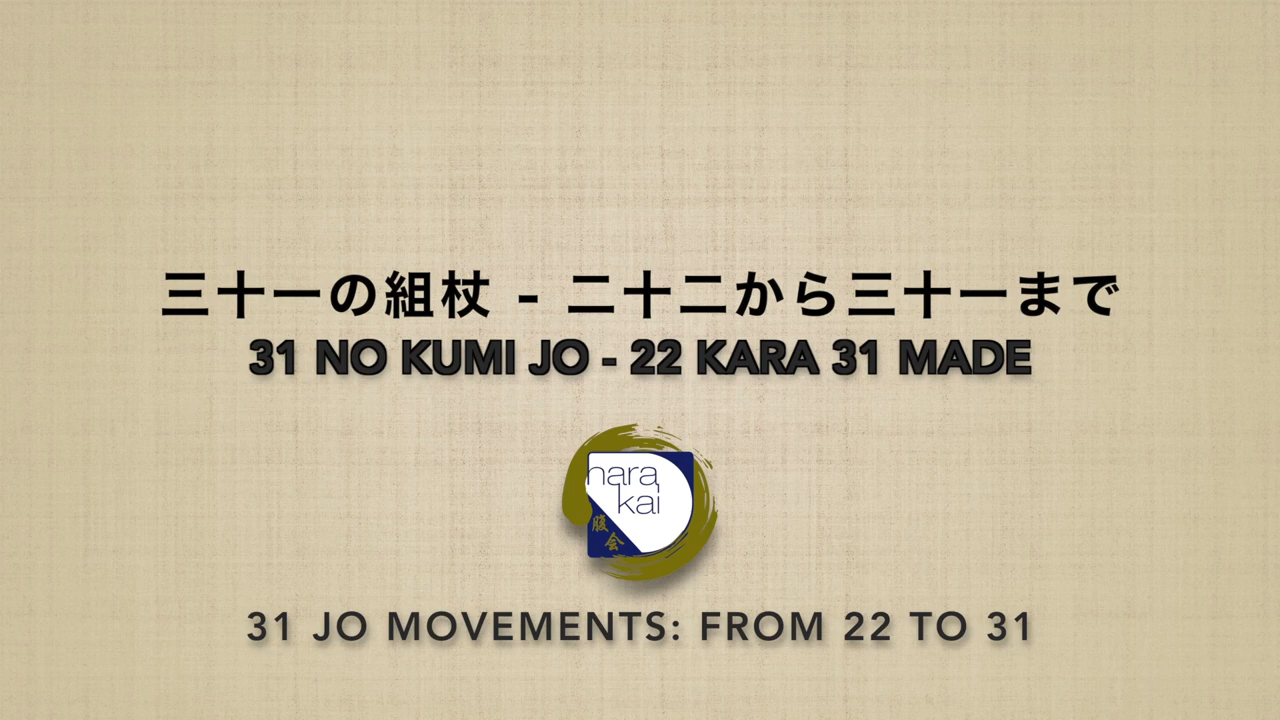 三十一の組杖 - 二十二から三十一まで
31 NO KUMI JO - 22 KARA 31 MADE
hara
kai
腹
会
31 JO MOVEMENTS: FROM 22 TO 31